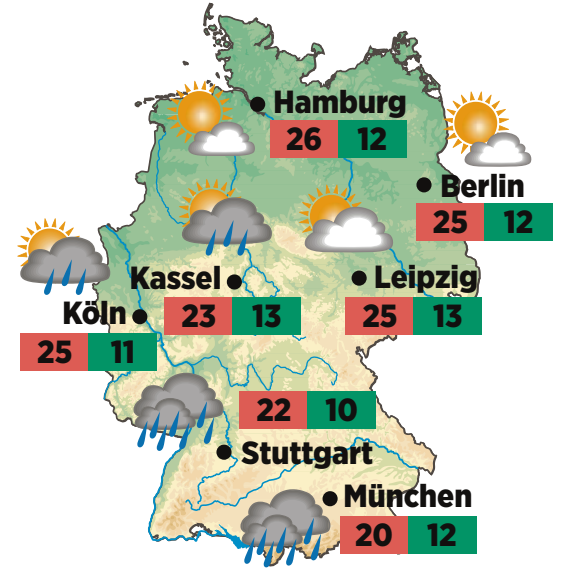 Hamburg
26 12
Berlin
25 12
Kassel
23 13
Leipzig
25 13
Köln
25 11
22 10
Stuttgart
München
20 12